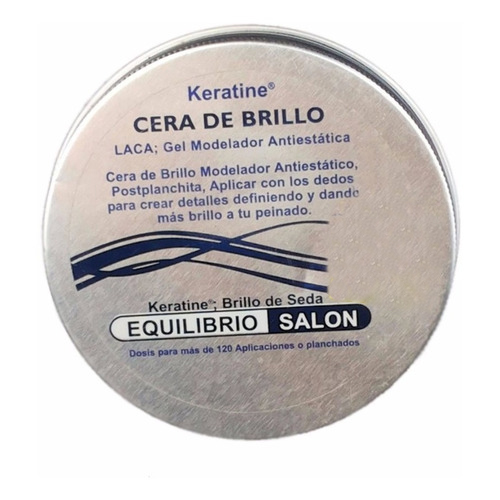 Keratine®
CERA DE BRILLO
LACA; Gel Modelador Antiestática
Cera de Brillo Modelador Antiestático,
Postplanchita, Aplicar con los dedos
para crear detalles definiendo y dando
más brillo a tu peinado.
Keratine®; Brillo de Seda
EQUILIBRIO SALON
Dosis para más de 120 Aplicaciones o planchados